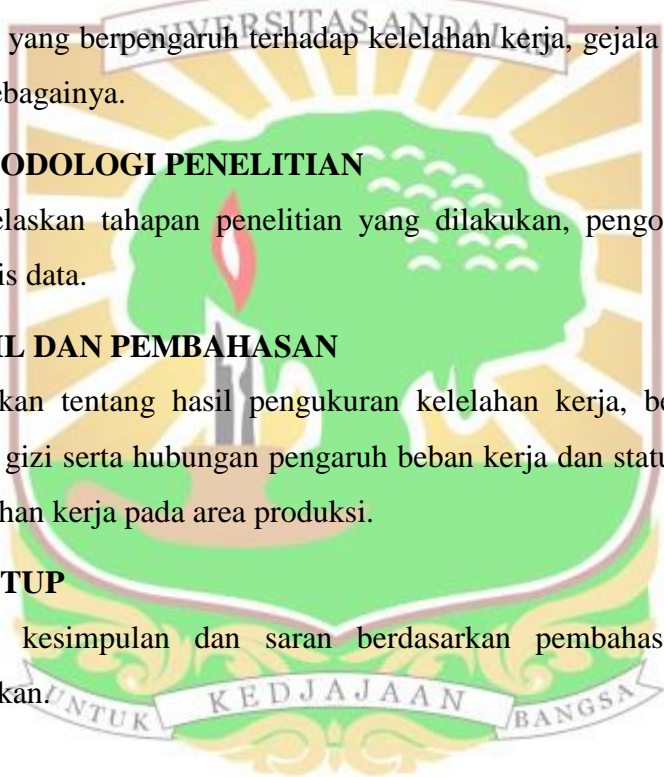 UNIVERSITAS ANDALAS
yang berpengaruh terhadap kelelahan kerja, gejala
ebagainya.
ODOLOGI PENELITIAN
elaskan tahapan penelitian yang dilakukan, pengo
is data.
IL DAN PEMBAHASAN
kan tentang hasil pengukuran kelelahan kerja, be
gizi serta hubungan pengaruh beban kerja dan statu
han kerja pada area produksi.
TUP
kesimpulan dan saran berdasarkan pembahas
kan.
UNTUK KEDJAJAAN BANGSA